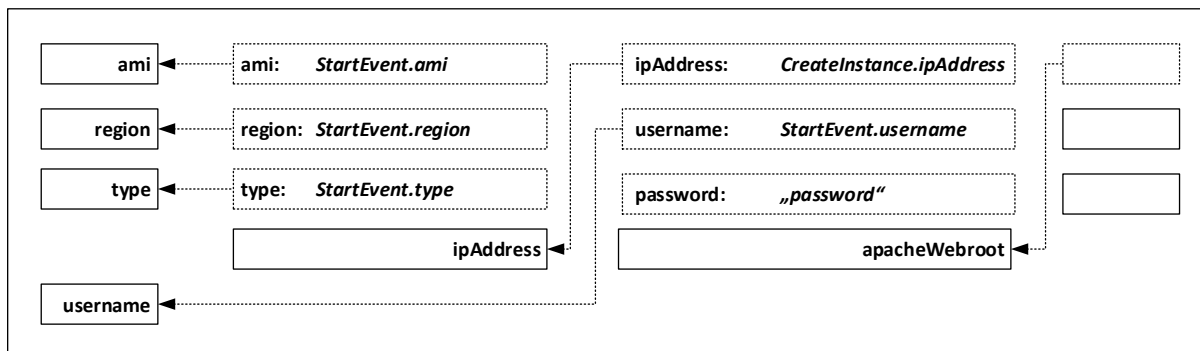 ami ami: StartEvent.ami ipAddress: CreateInstance.ipAddress
region region: StartEvent.region username: StartEvent.username
type type: StartEvent.type password: „password“
ipAddress apacheWebroot
username